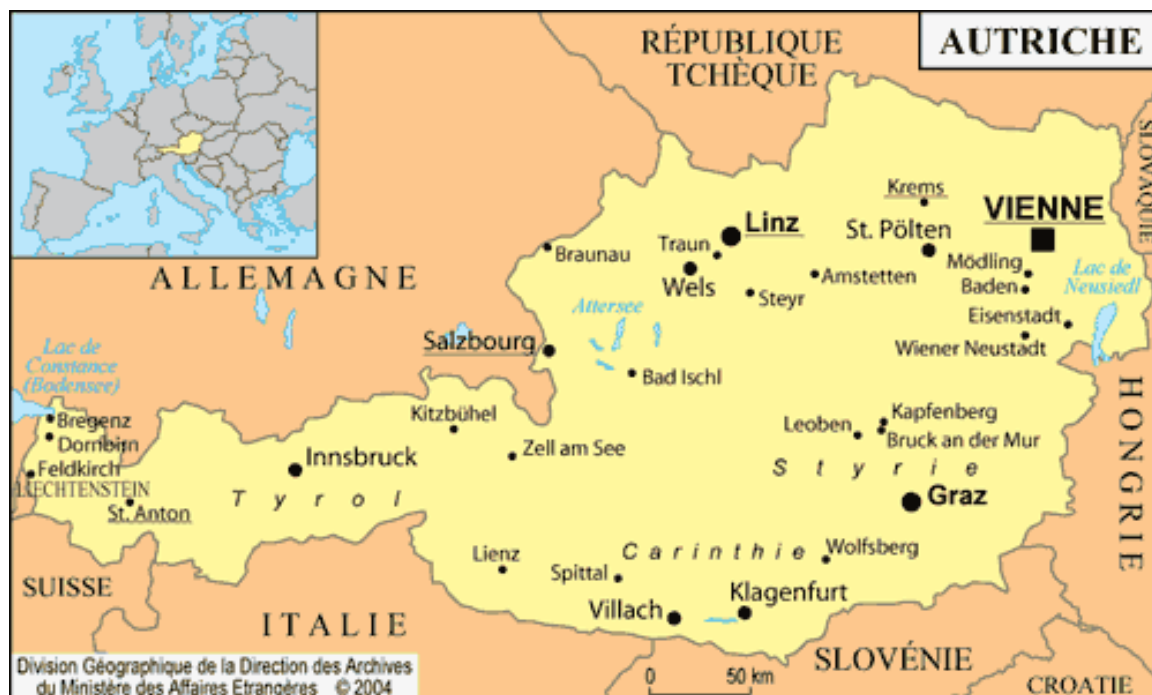 AUTRICHE
RÉPUBLIQUE
TCHÈQUE
SLOVAQUIE
Krems
VIENNE
Linz
St. Pölten
Traun
Braunau
Wels
Amstetten
Mödling
Lac de
Neusiedl
Baden
ALLEMAGNE
Steyr
Attersee
Eisenstadt
Salzbourg
Wiener Neustadt
Lac de
Constance
(Bodensee)
Bad Ischl
HONGRIE
Bregenz
Kitzbühel
Kapfenberg
Leoben
Dornbirn
Bruck an der Mur
Zell am See
Innsbruck
Feldkirch
Styrie
LIECHTENSTEIN
Tyrol
Graz
St. Anton
Carinthie
Wolfsberg
Lienz
Spittal
SUISSE
Klagenfurt
Villach
ITALIE
SLOVÉNIE
Division Géographique de la Direction des Archives
du Ministère des Affaires Etrangères © 2004
0 50 km
CROATIE